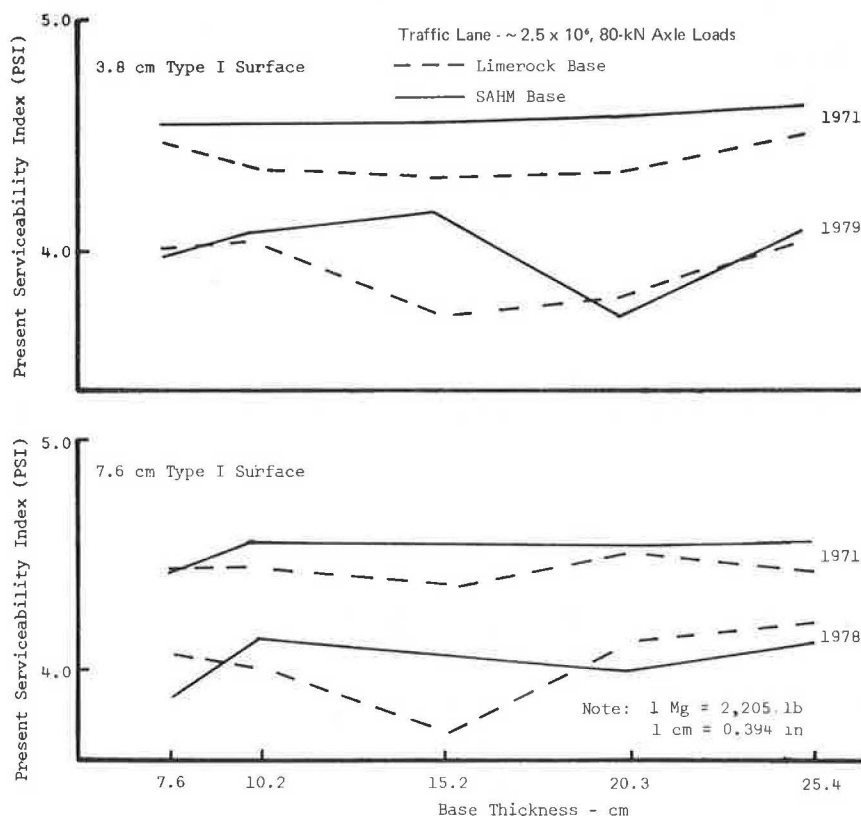 5.0
Traffic Lane - ~ 2.5 x 10⁶, 80-kN Axle Loads
3.8 cm Type I Surface
Limerock Base
SAHM Base
1971
4.0
1979
Present Serviceability Index (PSI)
5.0
7.6 cm Type I Surface
1971
1978
4.0
Note: 1 Mg = 2,205 lb
1 cm = 0.394 in
Present Serviceability Index (PSI)
7.6 10.2 15.2 20.3 25.4
Base Thickness - cm